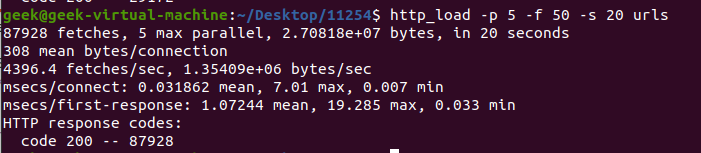 geek@geek-virtual-machine:~/Desktop/11254$ http_load -p 5 -f 50 -s 20 urls
87928 fetches, 5 max parallel, 2.70818e+07 bytes, in 20 seconds
308 mean bytes/connection
4396.4 fetches/sec, 1.35409e+06 bytes/sec
msecs/connect: 0.031862 mean, 7.01 max, 0.007 min
msecs/first-response: 1.07244 mean, 19.285 max, 0.033 min
HTTP response codes:
  code 200 -- 87928